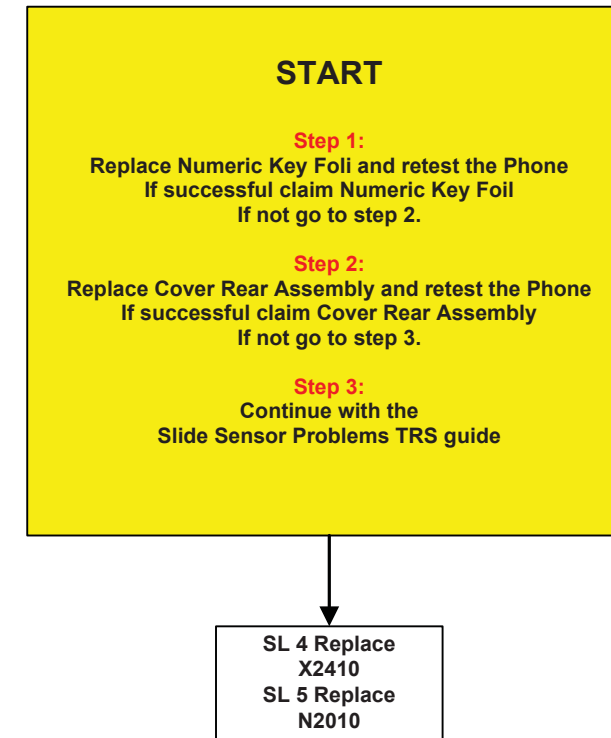 START
Step 1:
Replace Numeric Key Foli and retest the Phone
If successful claim Numeric Key Foil
If not go to step 2.
Step 2:
Replace Cover Rear Assembly and retest the Phone
If successful claim Cover Rear Assembly
If not go to step 3.
Step 3:
Continue with the
Slide Sensor Problems TRS guide
SL 4 Replace
X2410
SL 5 Replace
N2010